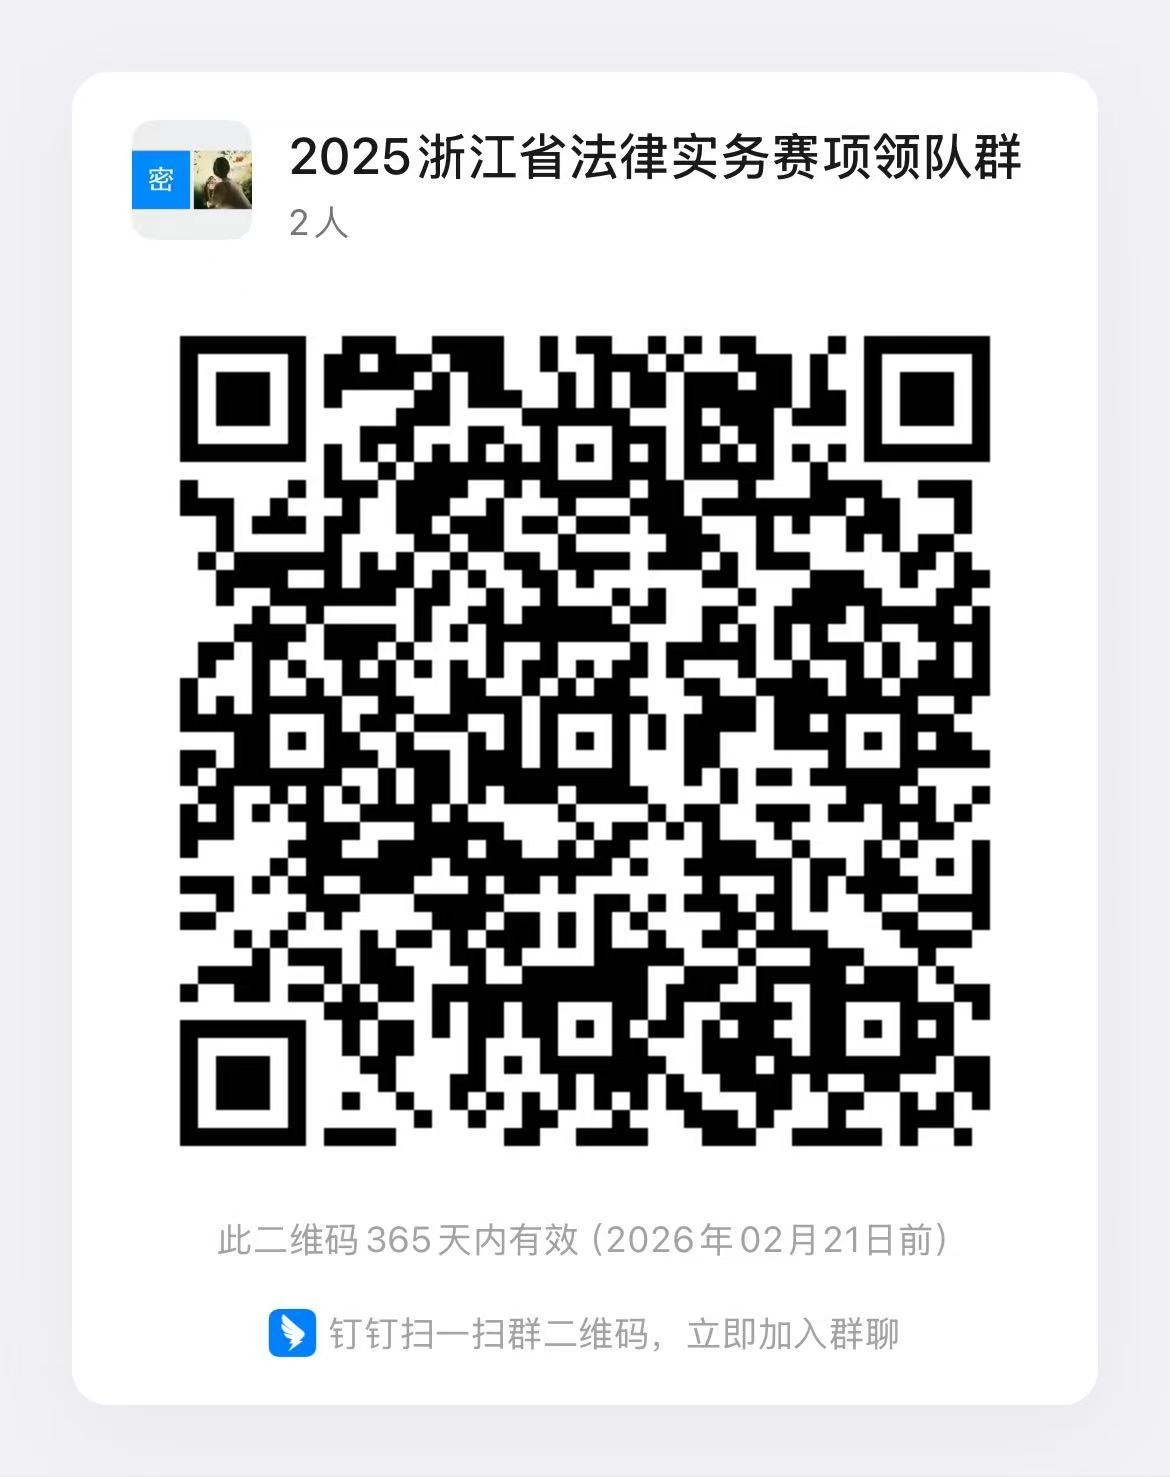 密
2025浙江省法律实务赛项领队群
2人
此二维码365天内有效（2026年02月21日前）
钉钉扫一扫群二维码，立即加入群聊